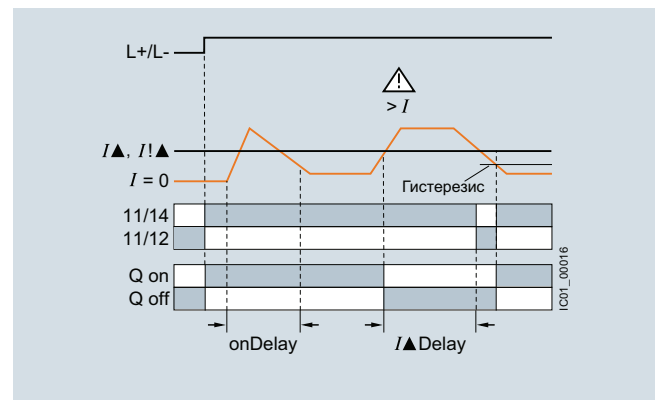 L+/L-
> I
I▲, I!▲
I = 0
Гистерезис
11/14
11/12
Q on
Q off
onDelay
I▲Delay
IC01_00016